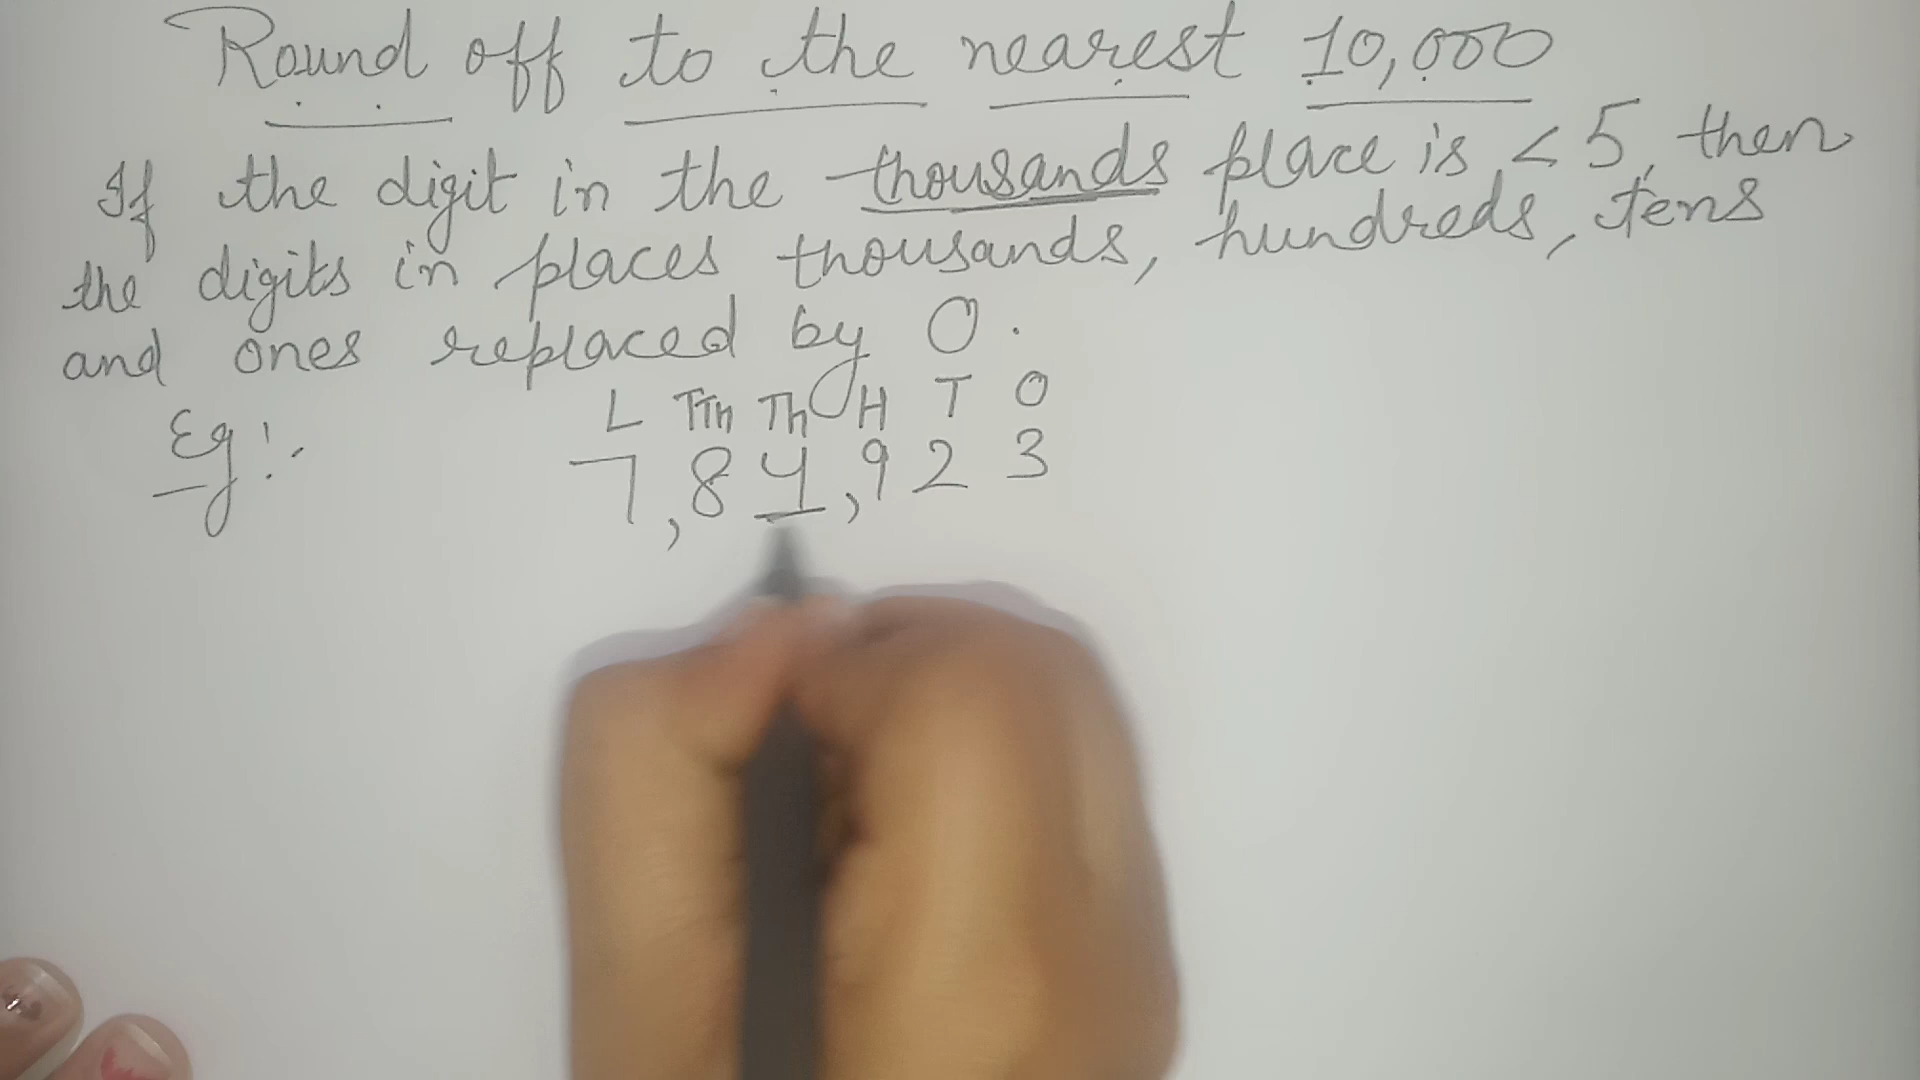 Round off to the nearest 10,000
If the digit in the thousands place is < 5, then
the digits in places thousands, hundreds, tens
and ones replaced by 0.
L TTh Th H T O
Eg:- 7,84,923